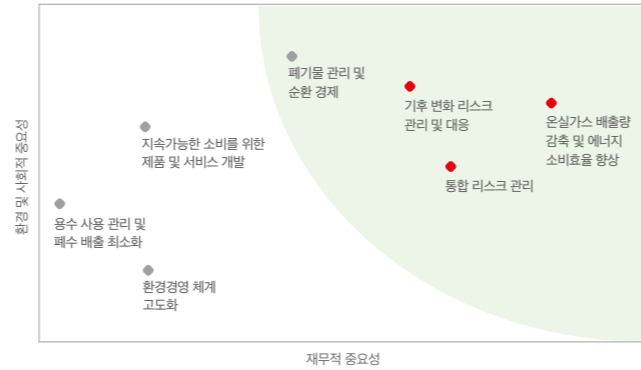 환경 및 사회적 중요성
폐기물 관리 및
순환 경제
기후 변화 리스크
관리 및 대응
온실가스 배출량
감축 및 에너지
소비효율 향상
지속가능한 소비를 위한
제품 및 서비스 개발
통합 리스크 관리
용수 사용 관리 및
폐수 배출 최소화
환경경영 체계
고도화
재무적 중요성